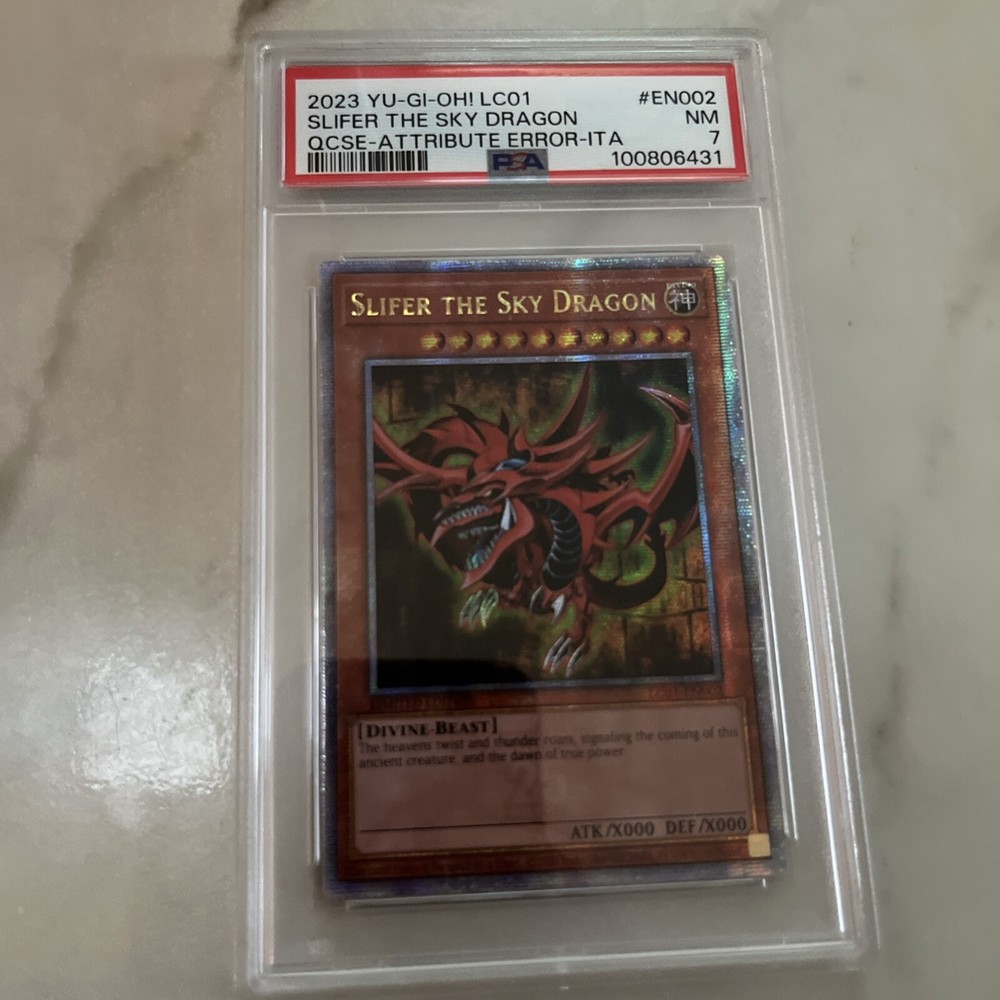 2023 YU-GI-OH! LC01 #EN002
SLIFER THE SKY DRAGON NM
QCSE-ATTRIBUTE ERROR-ITA 7
PSA 100806431
SLIFER THE SKY DRAGON 神
[DIVINE-BEAST]
The heavens twist and thunder roars, signaling the coming of this
ancient creature, and the dawn of true power.
ATK/X000 DEF/X000